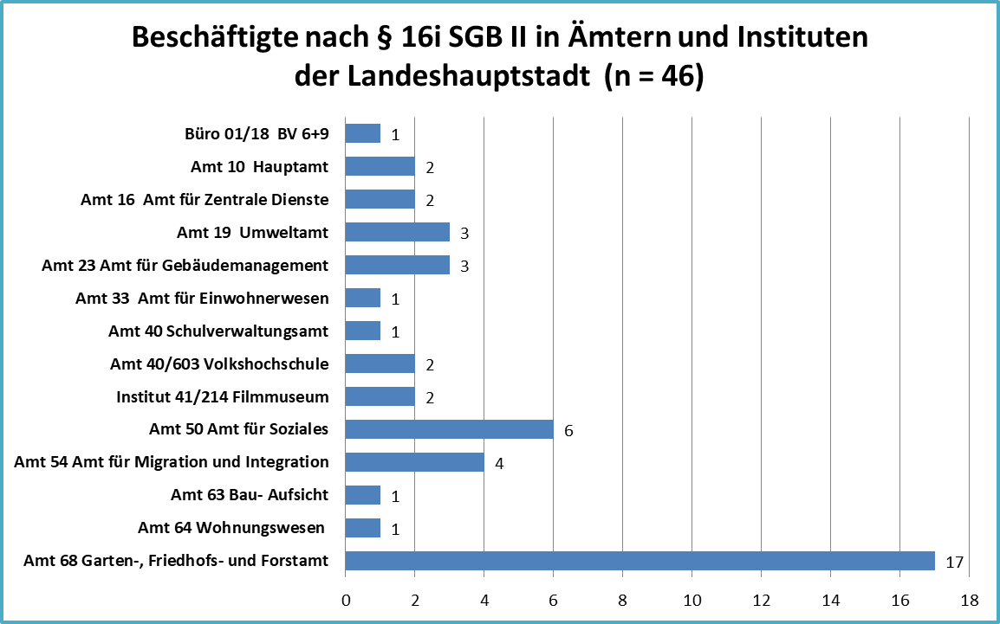 Beschäftigte nach § 16i SGB II in Ämtern und Instituten
der Landeshauptstadt (n = 46)
Büro 01/18 BV 6+9 1
Amt 10 Hauptamt 2
Amt 16 Amt für Zentrale Dienste 2
Amt 19 Umweltamt 3
Amt 23 Amt für Gebäudemanagement 3
Amt 33 Amt für Einwohnerwesen 1
Amt 40 Schulverwaltungsamt 1
Amt 40/603 Volkshochschule 2
Institut 41/214 Filmmuseum 2
Amt 50 Amt für Soziales 6
Amt 54 Amt für Migration und Integration 4
Amt 63 Bau- Aufsicht 1
Amt 64 Wohnungswesen 1
Amt 68 Garten-, Friedhofs- und Forstamt 17
0 2 4 6 8 10 12 14 16 18